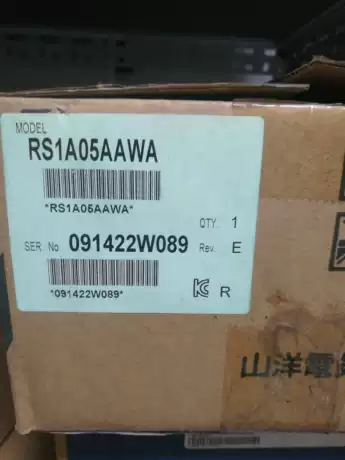 MODEL
RS1A05AAWA
*RS1A05AAWA*
QTY. 1
SER. No. 091422W089 Rev. E
*091422W089*
R
山洋電